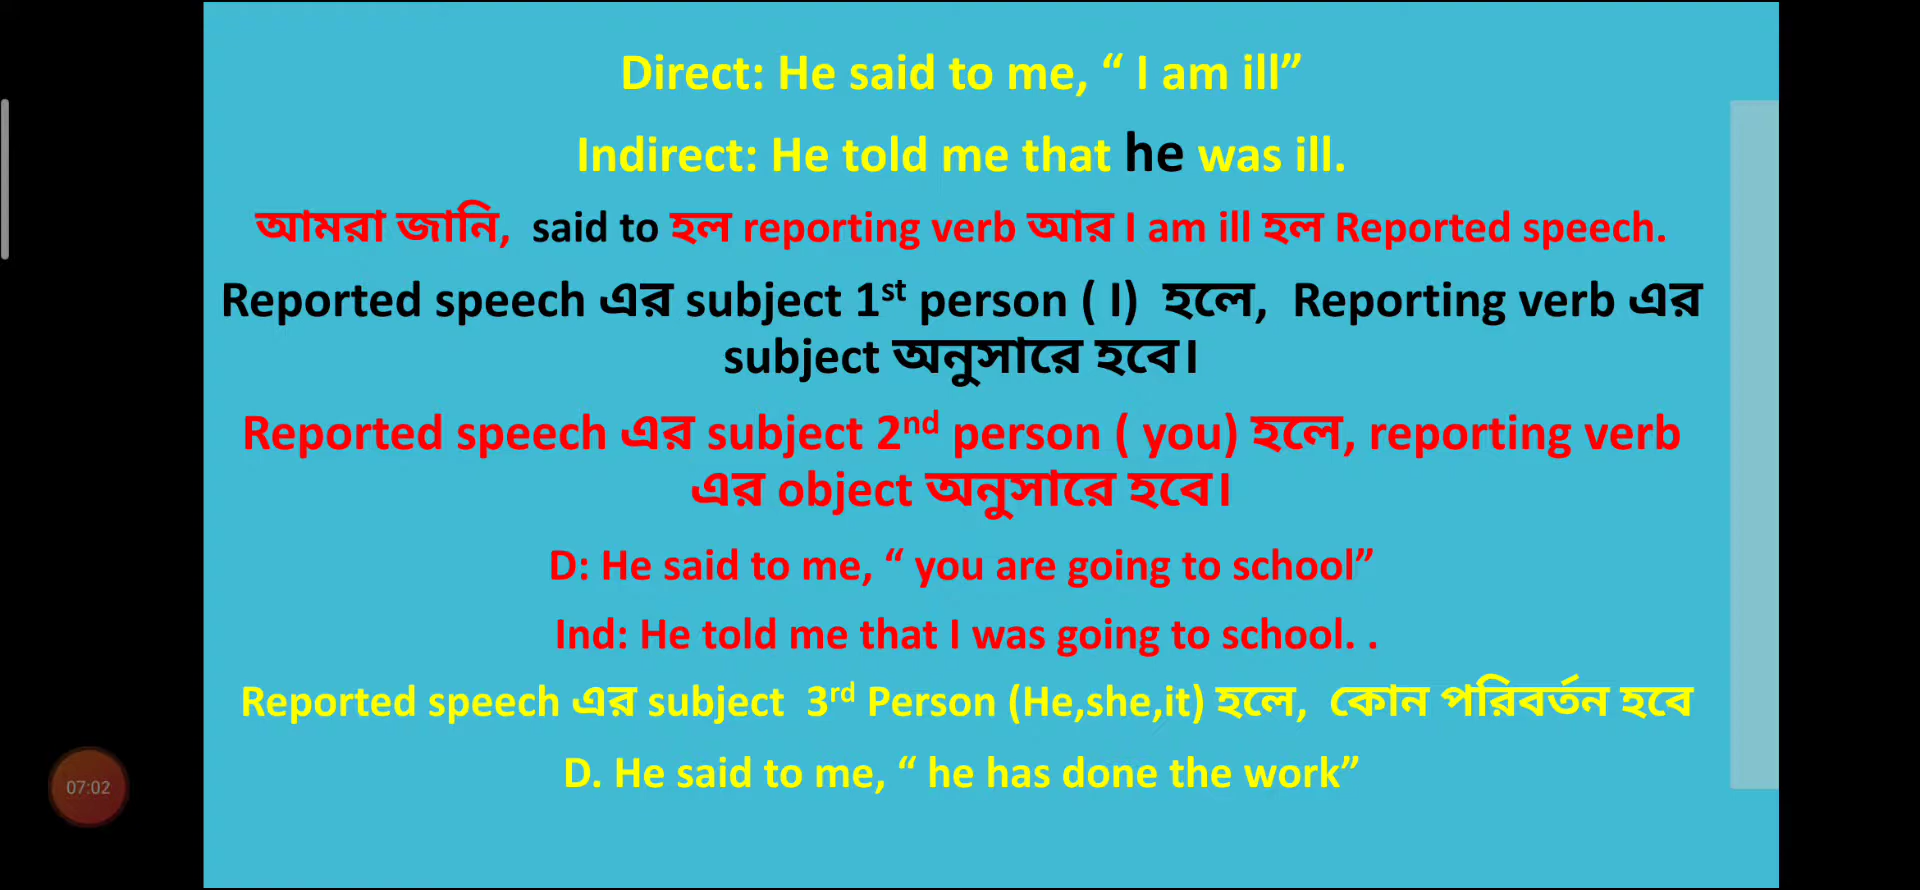 Direct: He said to me, “ I am ill”
Indirect: He told me that he was ill.
আমরা জানি, said to হল reporting verb আর I am ill হল Reported speech.
Reported speech এর subject 1st person ( I) হলে, Reporting verb এর
subject অনুসারে হবে।
Reported speech এর subject 2nd person ( you) হলে, reporting verb
এর object অনুসারে হবে।
D: He said to me, “ you are going to school”
Ind: He told me that I was going to school. .
Reported speech এর subject 3rd Person (He,she,it) হলে, কোন পরিবর্তন হবে
D. He said to me, “ he has done the work”
07:02